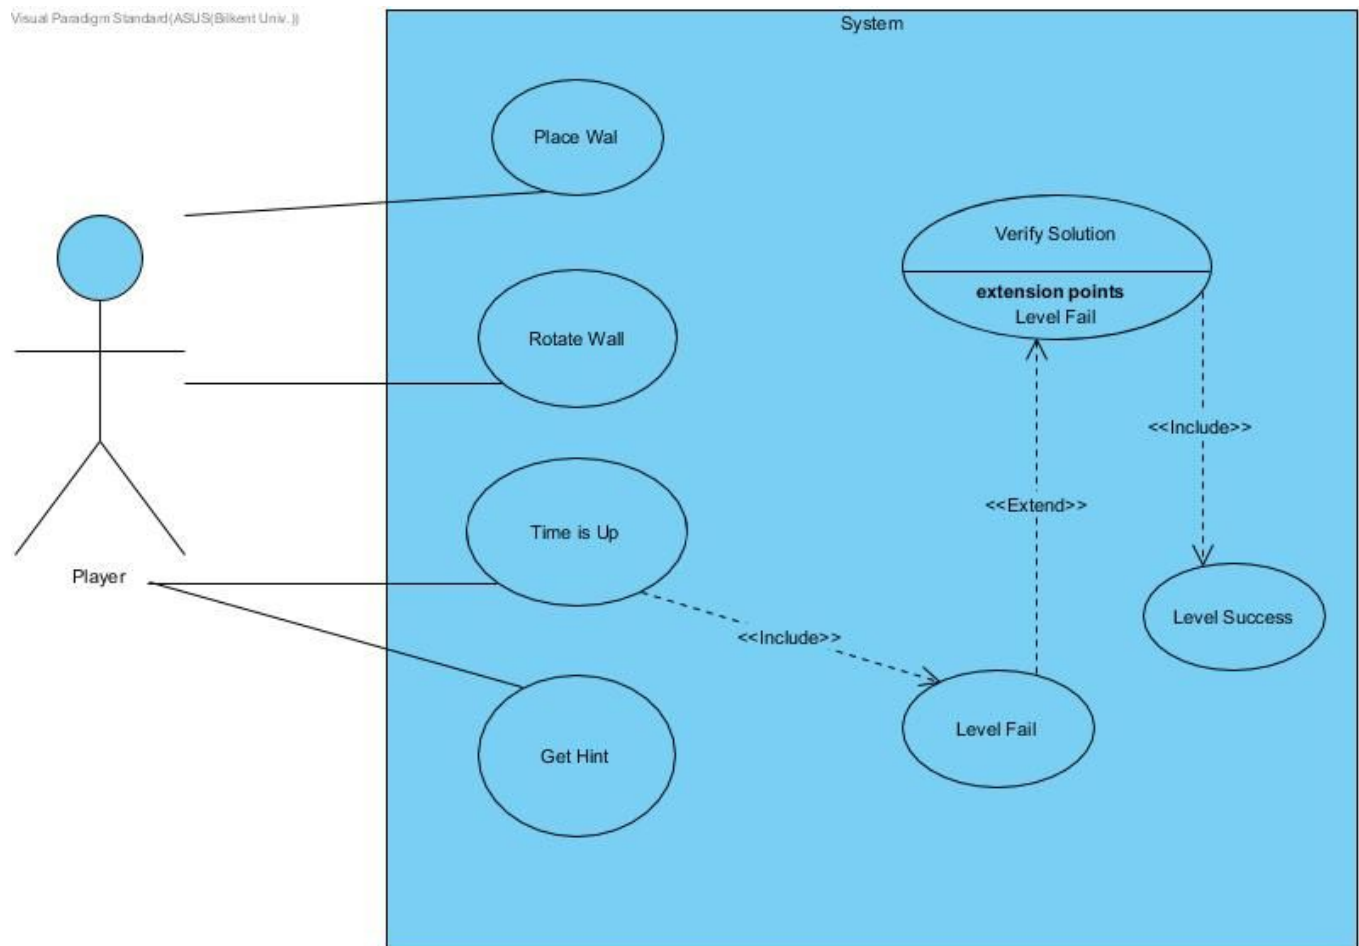 Visual Paradigm Standard(ASUS(Bilkent Univ.))
System
Place Wal
Verify Solution
extension points
Level Fail
Rotate Wall
<<Include>>
<<Extend>>
Time is Up
Player
Level Success
<<Include>>
Level Fail
Get Hint